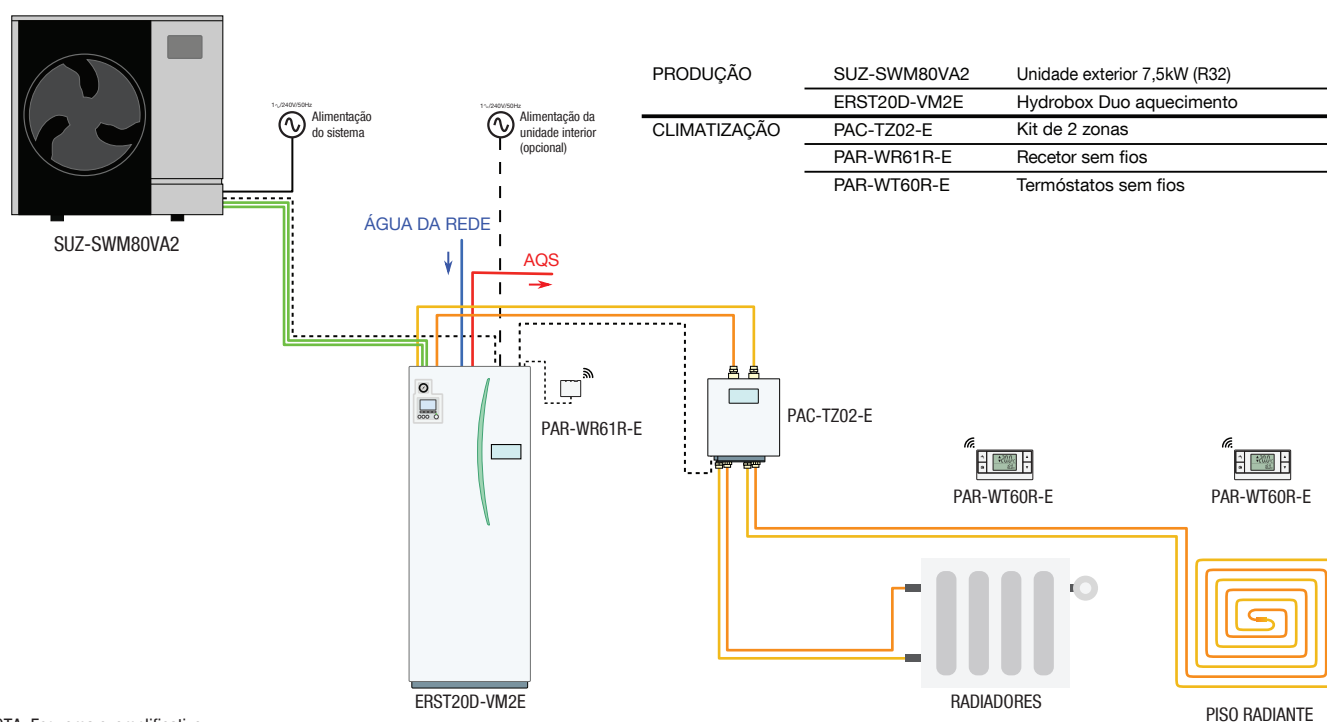 PRODUÇÃO SUZ-SWM80VA2 Unidade exterior 7,5kW (R32)
ERST20D-VM2E Hydrobox Duo aquecimento
CLIMATIZAÇÃO PAC-TZ02-E Kit de 2 zonas
PAR-WR61R-E Recetor sem fios
PAR-WT60R-E Termóstatos sem fios
1~/240V/50Hz
Alimentação
do sistema
1~/240V/50Hz
Alimentação da
unidade interior
(opcional)
SUZ-SWM80VA2
ÁGUA DA REDE
AQS
PAR-WR61R-E
PAC-TZ02-E
PAR-WT60R-E
PAR-WT60R-E
ERST20D-VM2E
RADIADORES
PISO RADIANTE